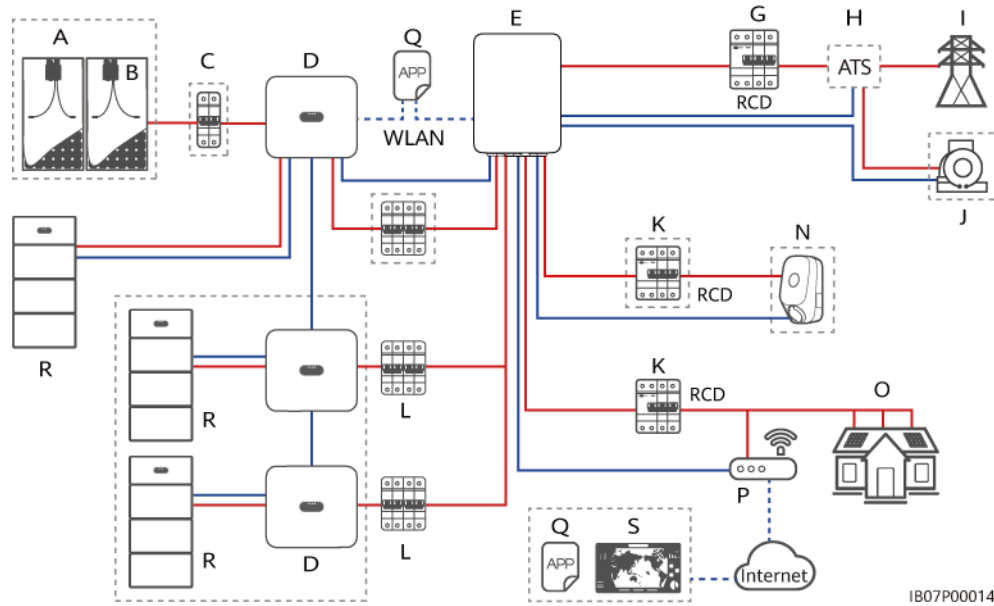 A
B
C
D
Q
APP
WLAN
E
G
RCD
H
ATS
I
J
K
RCD
N
R
R
L
K
RCD
O
P
R
D
L
Q
APP
S
Internet
IB07P00014